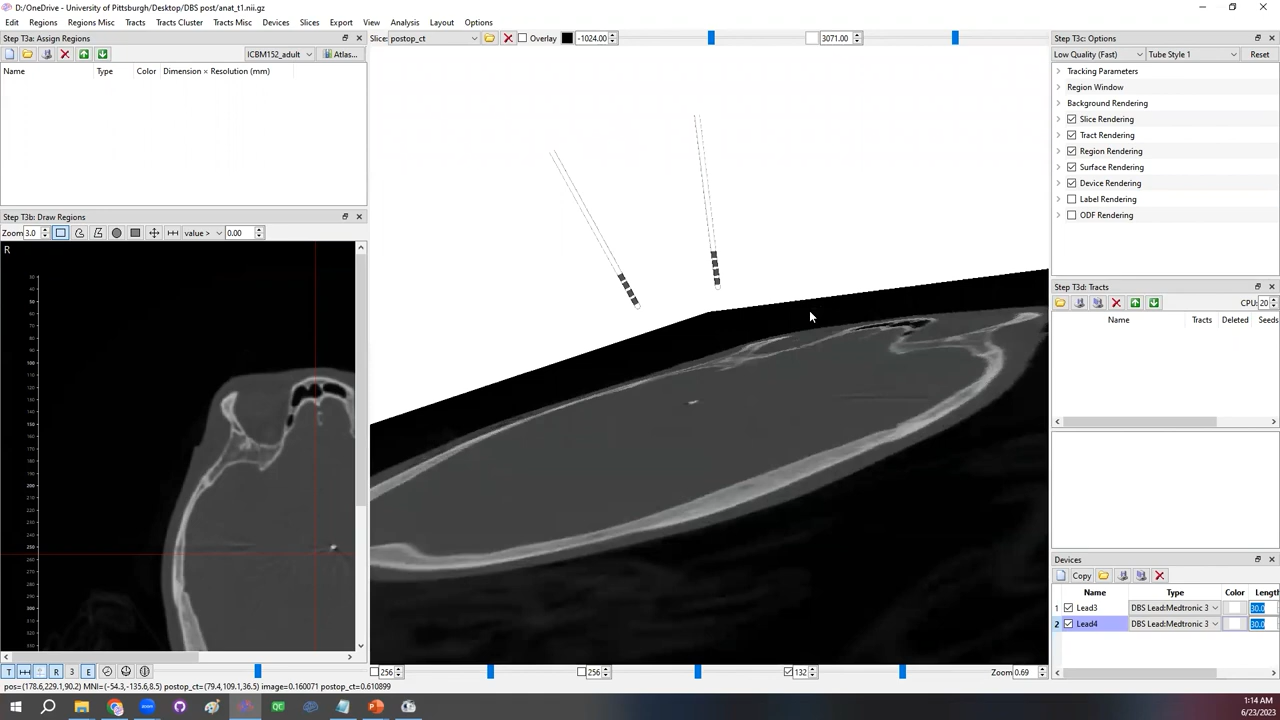 D:/OneDrive - University of Pittsburgh/Desktop/DBS post/anat_t1.nii.gz
Edit Regions Regions Misc Tracts Tracts Cluster Tracts Misc Devices Slices Export View Analysis Layout Options
Step T3a: Assign Regions
ICBM152_adult Atlas...
Name Type Color Dimension × Resolution (mm)
Step T3b: Draw Regions
Zoom 3.0 value > 0.00
R
Slice: postop_ct Overlay -1024.00 3071.00
Step T3c: Options
Low Quality (Fast) Tube Style 1 Reset
Tracking Parameters
Region Window
Background Rendering
Slice Rendering
Tract Rendering
Region Rendering
Surface Rendering
Device Rendering
Label Rendering
ODF Rendering
Step T3d: Tracts
CPU: 20
Name Tracts Deleted Seeds
Devices
Copy
Name Type Color Length
1 Lead3 DBS Lead:Medtronic 3 30.0
2 Lead4 DBS Lead:Medtronic 3 30.0
T R 3 E
256 256 132 Zoom 0.69
pos=(178.6,229.1,90.2) MNI=(-54.3,-135.6,8.5) postop_ct=(79.4,109.1,36.5) image=0.160071 postop_ct=0.610899
1:14 AM
6/23/2023